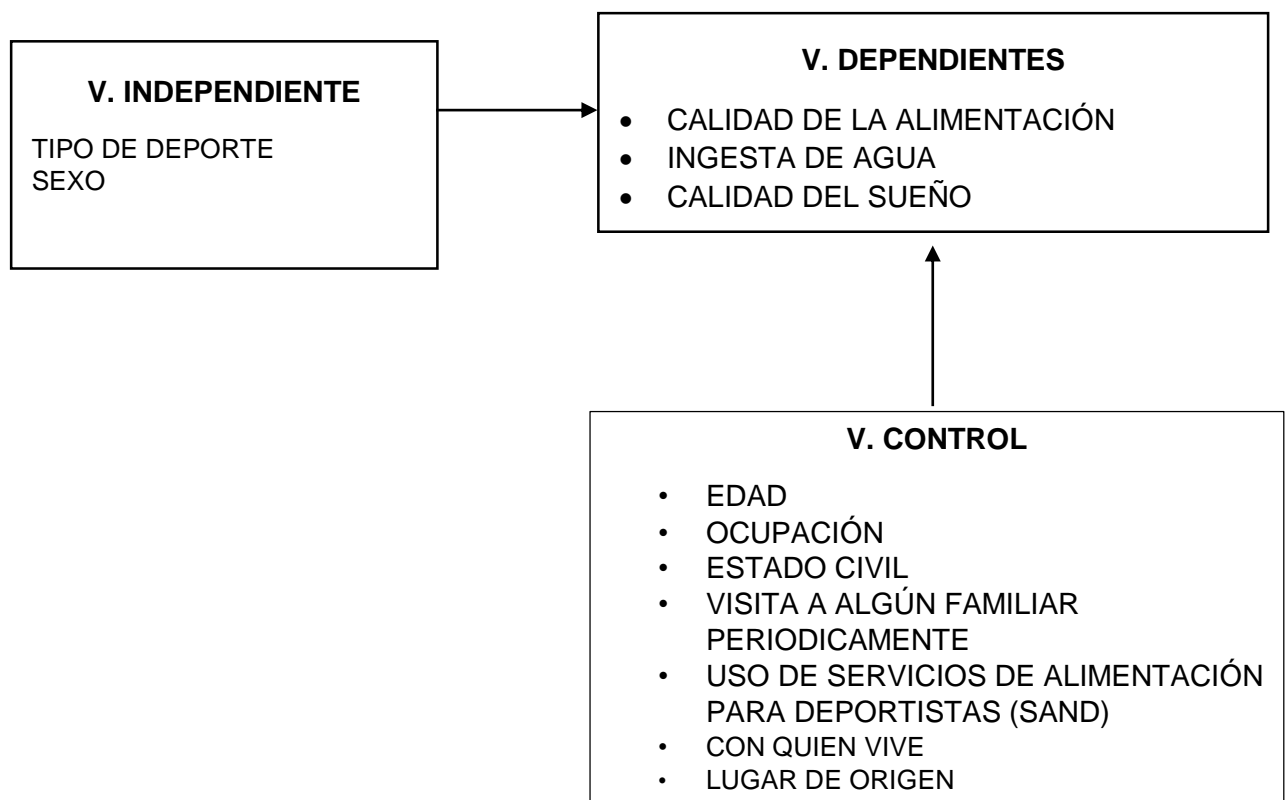 V. INDEPENDIENTE
TIPO DE DEPORTE
SEXO
V. DEPENDIENTES
• CALIDAD DE LA ALIMENTACIÓN
• INGESTA DE AGUA
• CALIDAD DEL SUEÑO
V. CONTROL
• EDAD
• OCUPACIÓN
• ESTADO CIVIL
• VISITA A ALGÚN FAMILIAR
PERIODICAMENTE
• USO DE SERVICIOS DE ALIMENTACIÓN
PARA DEPORTISTAS (SAND)
• CON QUIEN VIVE
• LUGAR DE ORIGEN